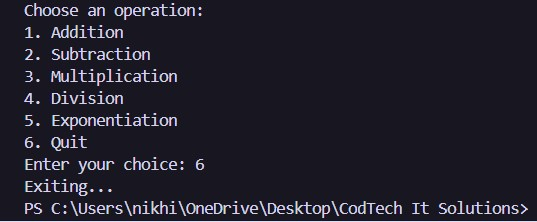 Choose an operation:
1. Addition
2. Subtraction
3. Multiplication
4. Division
5. Exponentiation
6. Quit
Enter your choice: 6
Exiting...
PS C:\Users\nikhi\OneDrive\Desktop\CodTech It Solutions>